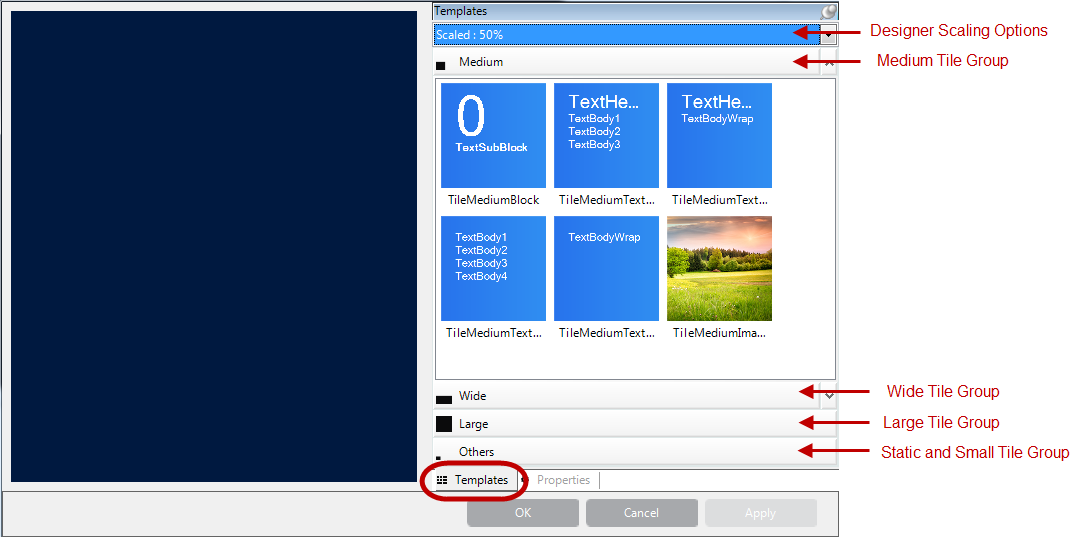 Templates
Scaled : 50%
Designer Scaling Options
Medium
Medium Tile Group
0
TextSubBlock
TileMediumBlock
TextHe...
TextBody1
TextBody2
TextBody3
TileMediumText...
TextHe...
TextBodyWrap
TileMediumText...
TextBody1
TextBody2
TextBody3
TextBody4
TileMediumText...
TextBodyWrap
TileMediumText...
TileMediumIma...
Wide
Wide Tile Group
Large
Large Tile Group
Others
Static and Small Tile Group
Templates
Properties
OK
Cancel
Apply